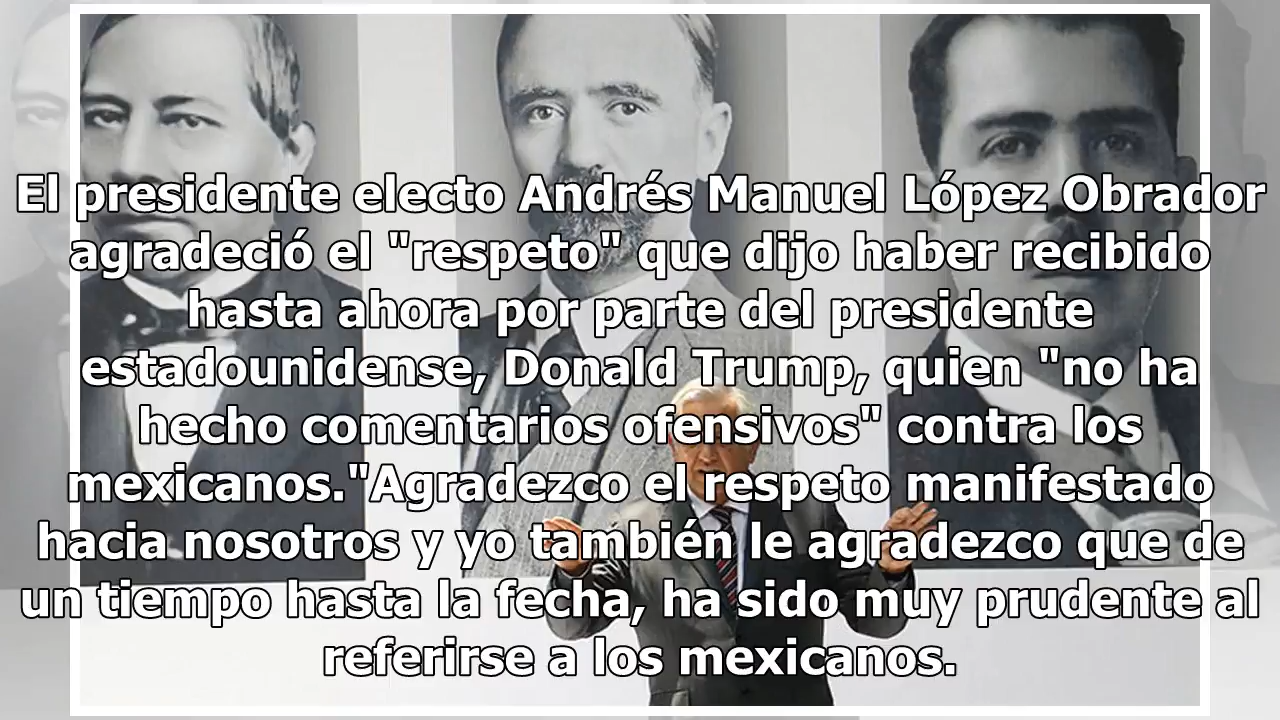 El presidente electo Andrés Manuel López Obrador
agradeció el "respeto" que dijo haber recibido
hasta ahora por parte del presidente
estadounidense, Donald Trump, quien "no ha
hecho comentarios ofensivos" contra los
mexicanos."Agradezco el respeto manifestado
hacia nosotros y yo también le agradezco que de
un tiempo hasta la fecha, ha sido muy prudente al
referirse a los mexicanos.